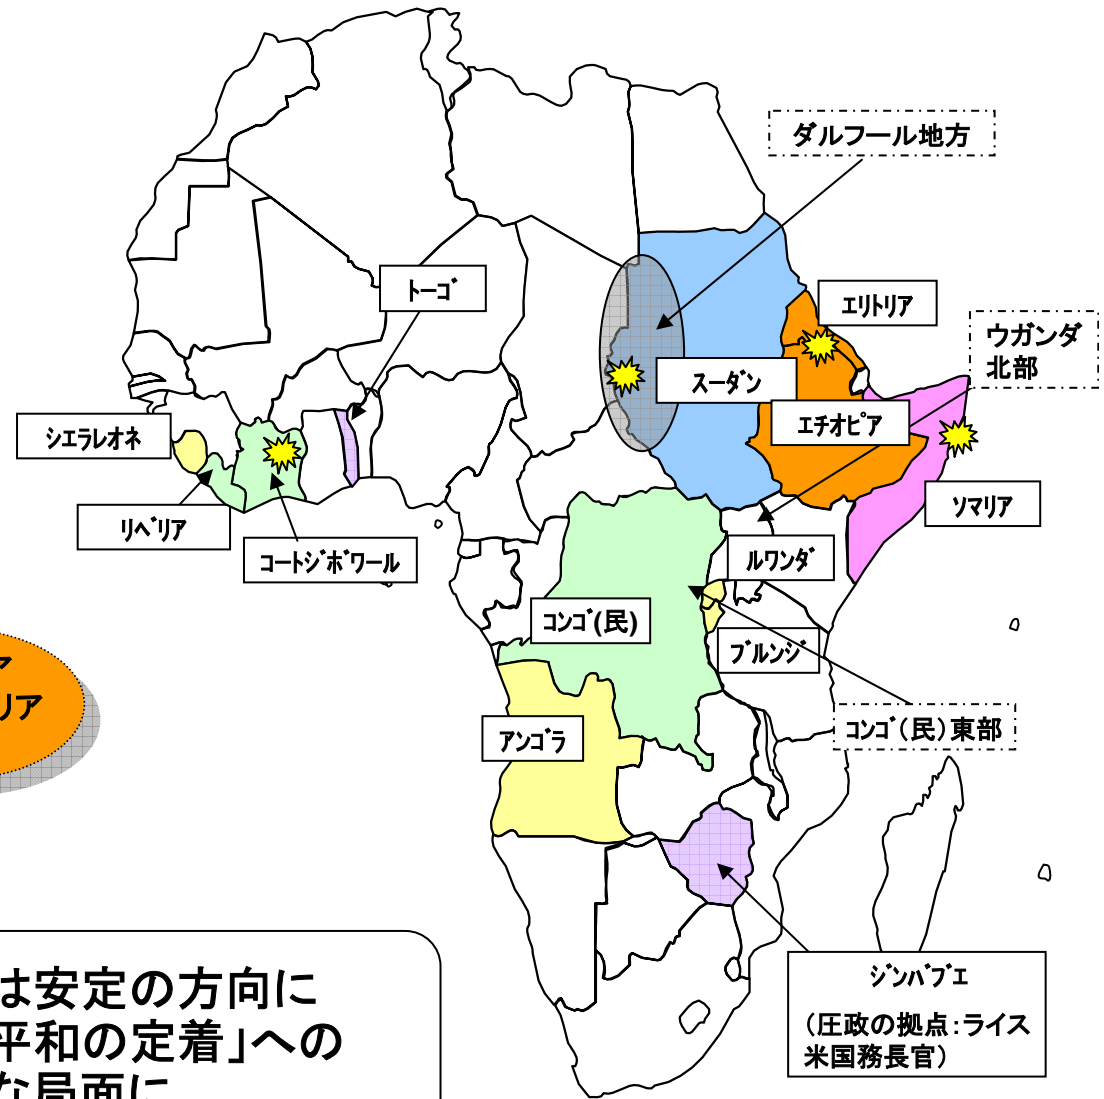 ダルフール地方
トーゴ
エリトリア
ウガンダ
北部
スーダン
エチオピア
シエラレオネ
リベリア
コートジボワール
ソマリア
ルワンダ
コンゴ(民)
ブルンジ
ア
リア
アンゴラ
コンゴ(民)東部
は安定の方向に
平和の定着」への
な局面に
ジンバブエ
(圧政の拠点:ライス
米国務長官)